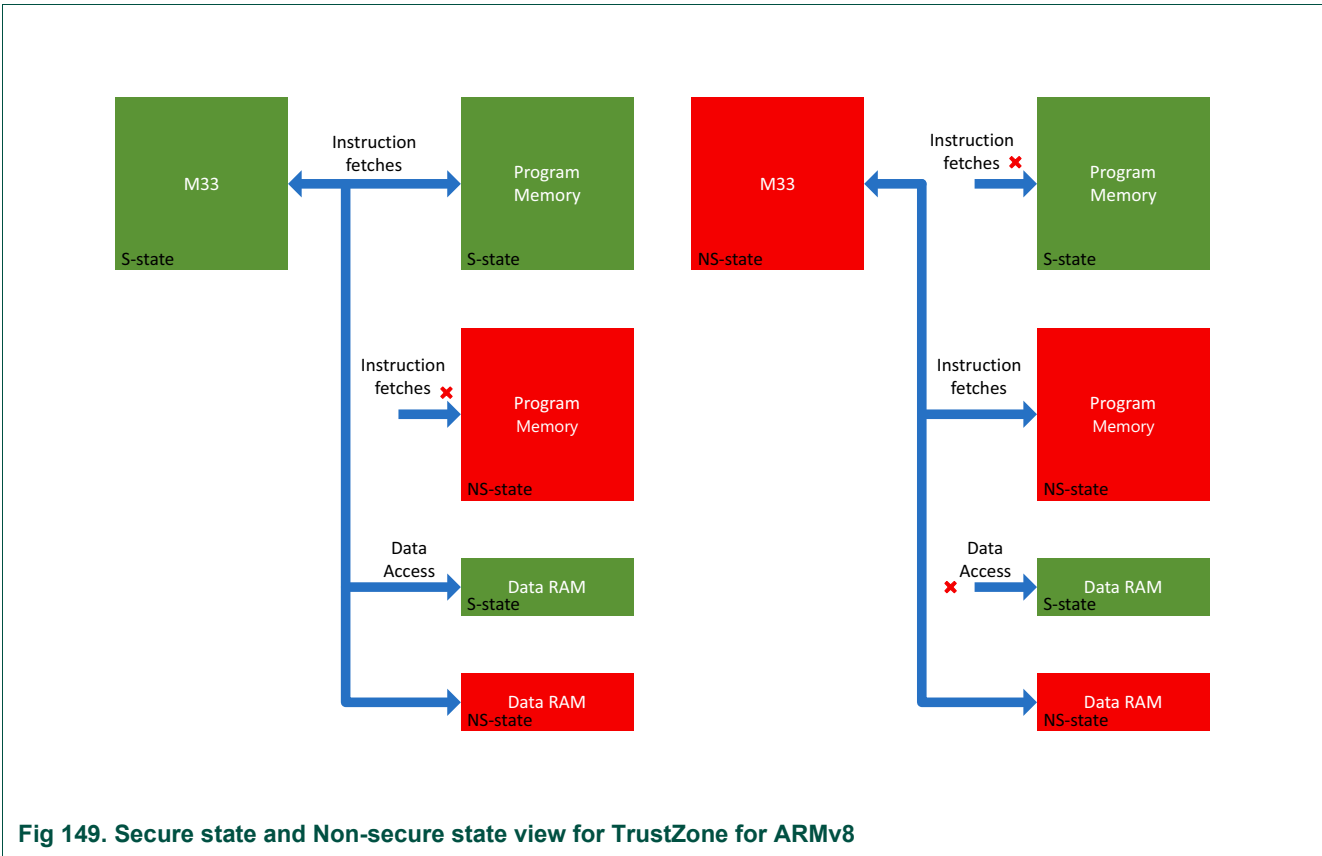 M33
S-state
Instruction
fetches
Program
Memory
S-state
Instruction
fetches
Program
Memory
NS-state
Data
Access
Data RAM
S-state
Data RAM
NS-state
M33
NS-state
Instruction
fetches
Program
Memory
S-state
Instruction
fetches
Program
Memory
NS-state
Data
Access
Data RAM
S-state
Data RAM
NS-state
Fig 149. Secure state and Non-secure state view for TrustZone for ARMv8